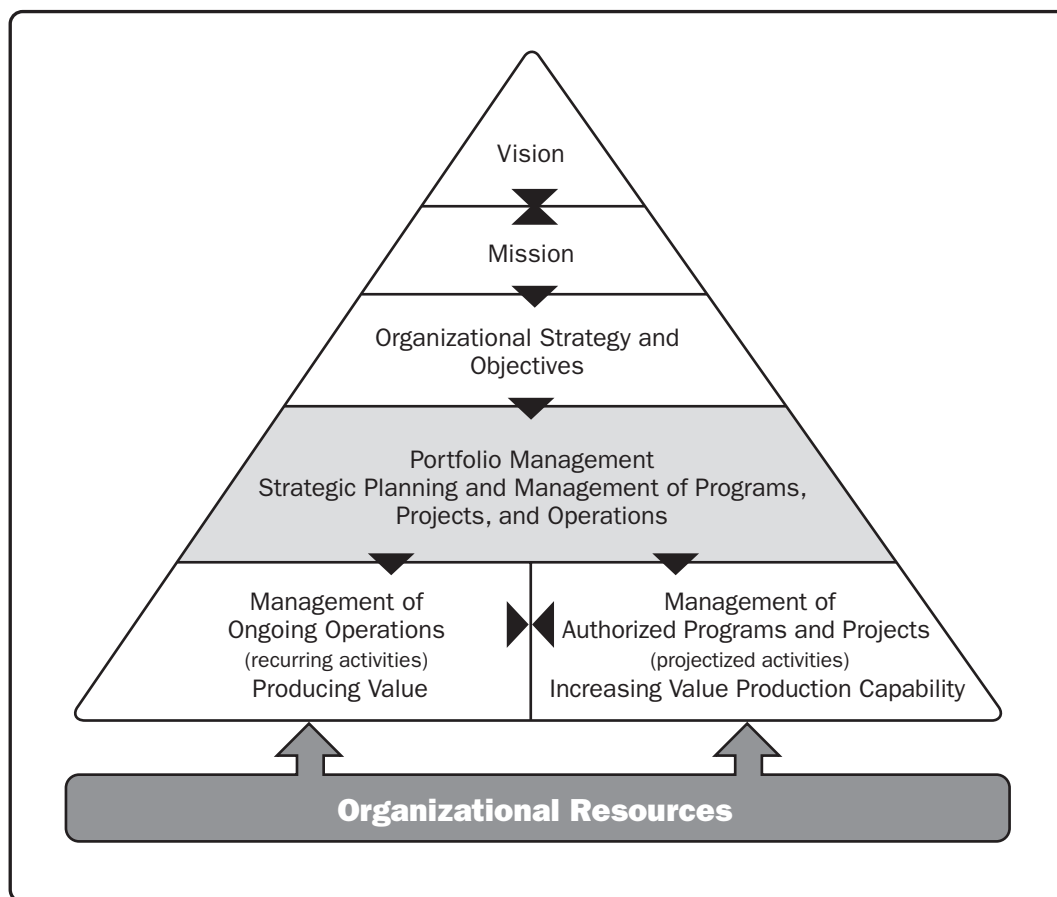 Vision
Mission
Organizational Strategy and
Objectives
Portfolio Management
Strategic Planning and Management of Programs,
Projects, and Operations
Management of
Ongoing Operations
(recurring activities)
Producing Value
Management of
Authorized Programs and Projects
(projectized activities)
Increasing Value Production Capability
Organizational Resources